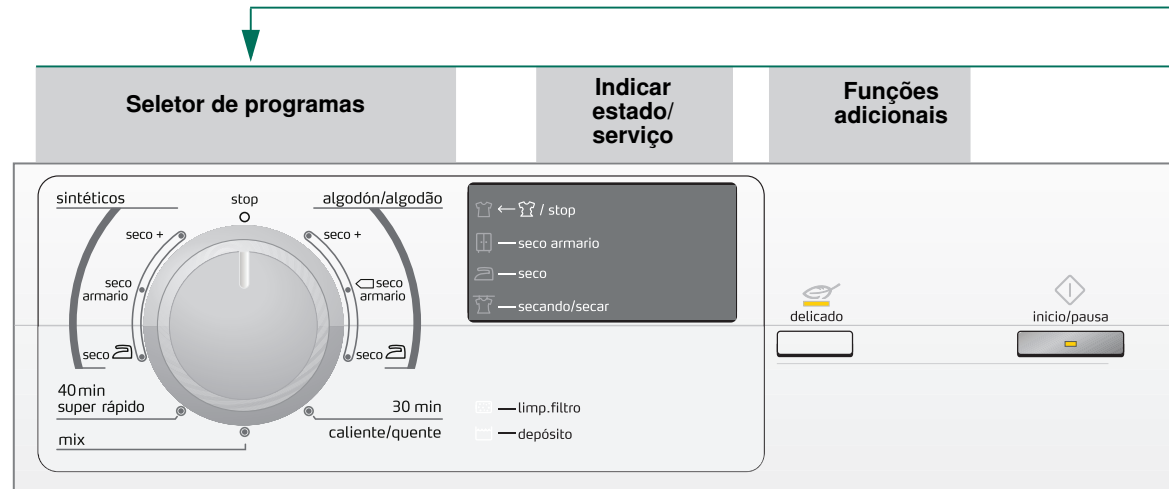 Seletor de programas
Indicar
estado/
serviço
Funções
adicionais
sintéticos
stop
algodón/algodão
seco +
seco +
seco
armario
seco
armario
seco
seco
40 min
super rápido
30 min
mix
caliente/quente
/ stop
seco armario
seco
secando/secar
limp.filtro
depósito
delicado
inicio/pausa